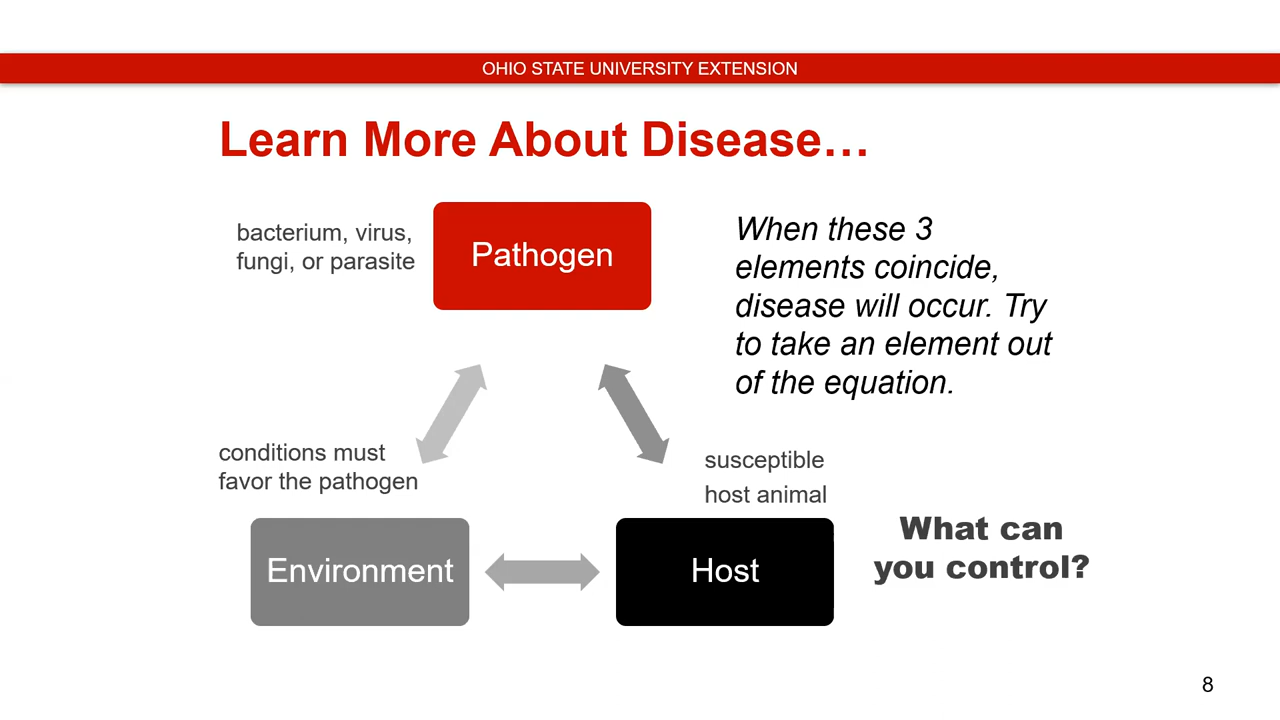 OHIO STATE UNIVERSITY EXTENSION
Learn More About Disease…
bacterium, virus,
fungi, or parasite
Pathogen
When these 3
elements coincide,
disease will occur. Try
to take an element out
of the equation.
conditions must
favor the pathogen
susceptible
host animal
Environment
Host
What can
you control?
8